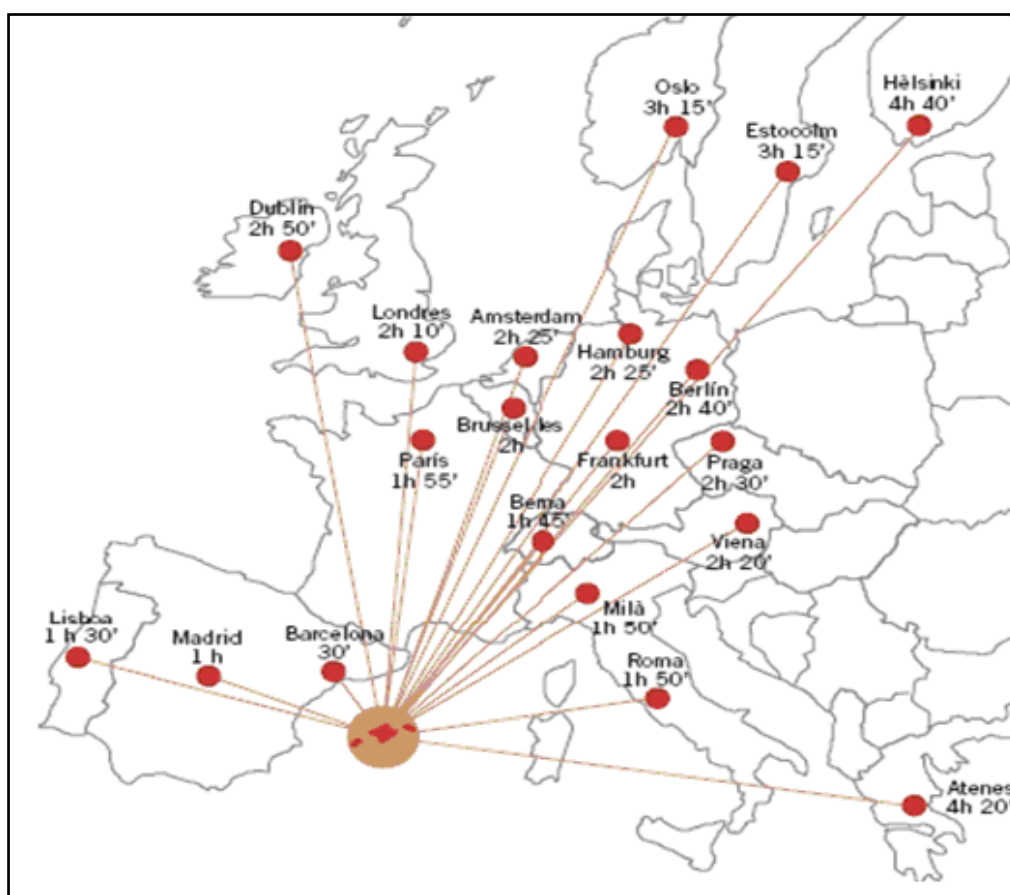 Oslo
3h 15'
Hèlsinki
4h 40'
Estocolm
3h 15'
Dublín
2h 50'
Londres
2h 10'
Amsterdam
2h 25'
Hamburg
2h 25'
Berlín
2h 40'
Brussel·les
2h
París
1h 55'
Frankfurt
2h
Praga
2h 30'
Berna
1h 45'
Viena
2h 20'
Milà
1h 50'
Lisboa
1 h 30'
Madrid
1 h
Barcelona
30'
Roma
1h 50'
Atenes
4h 20'